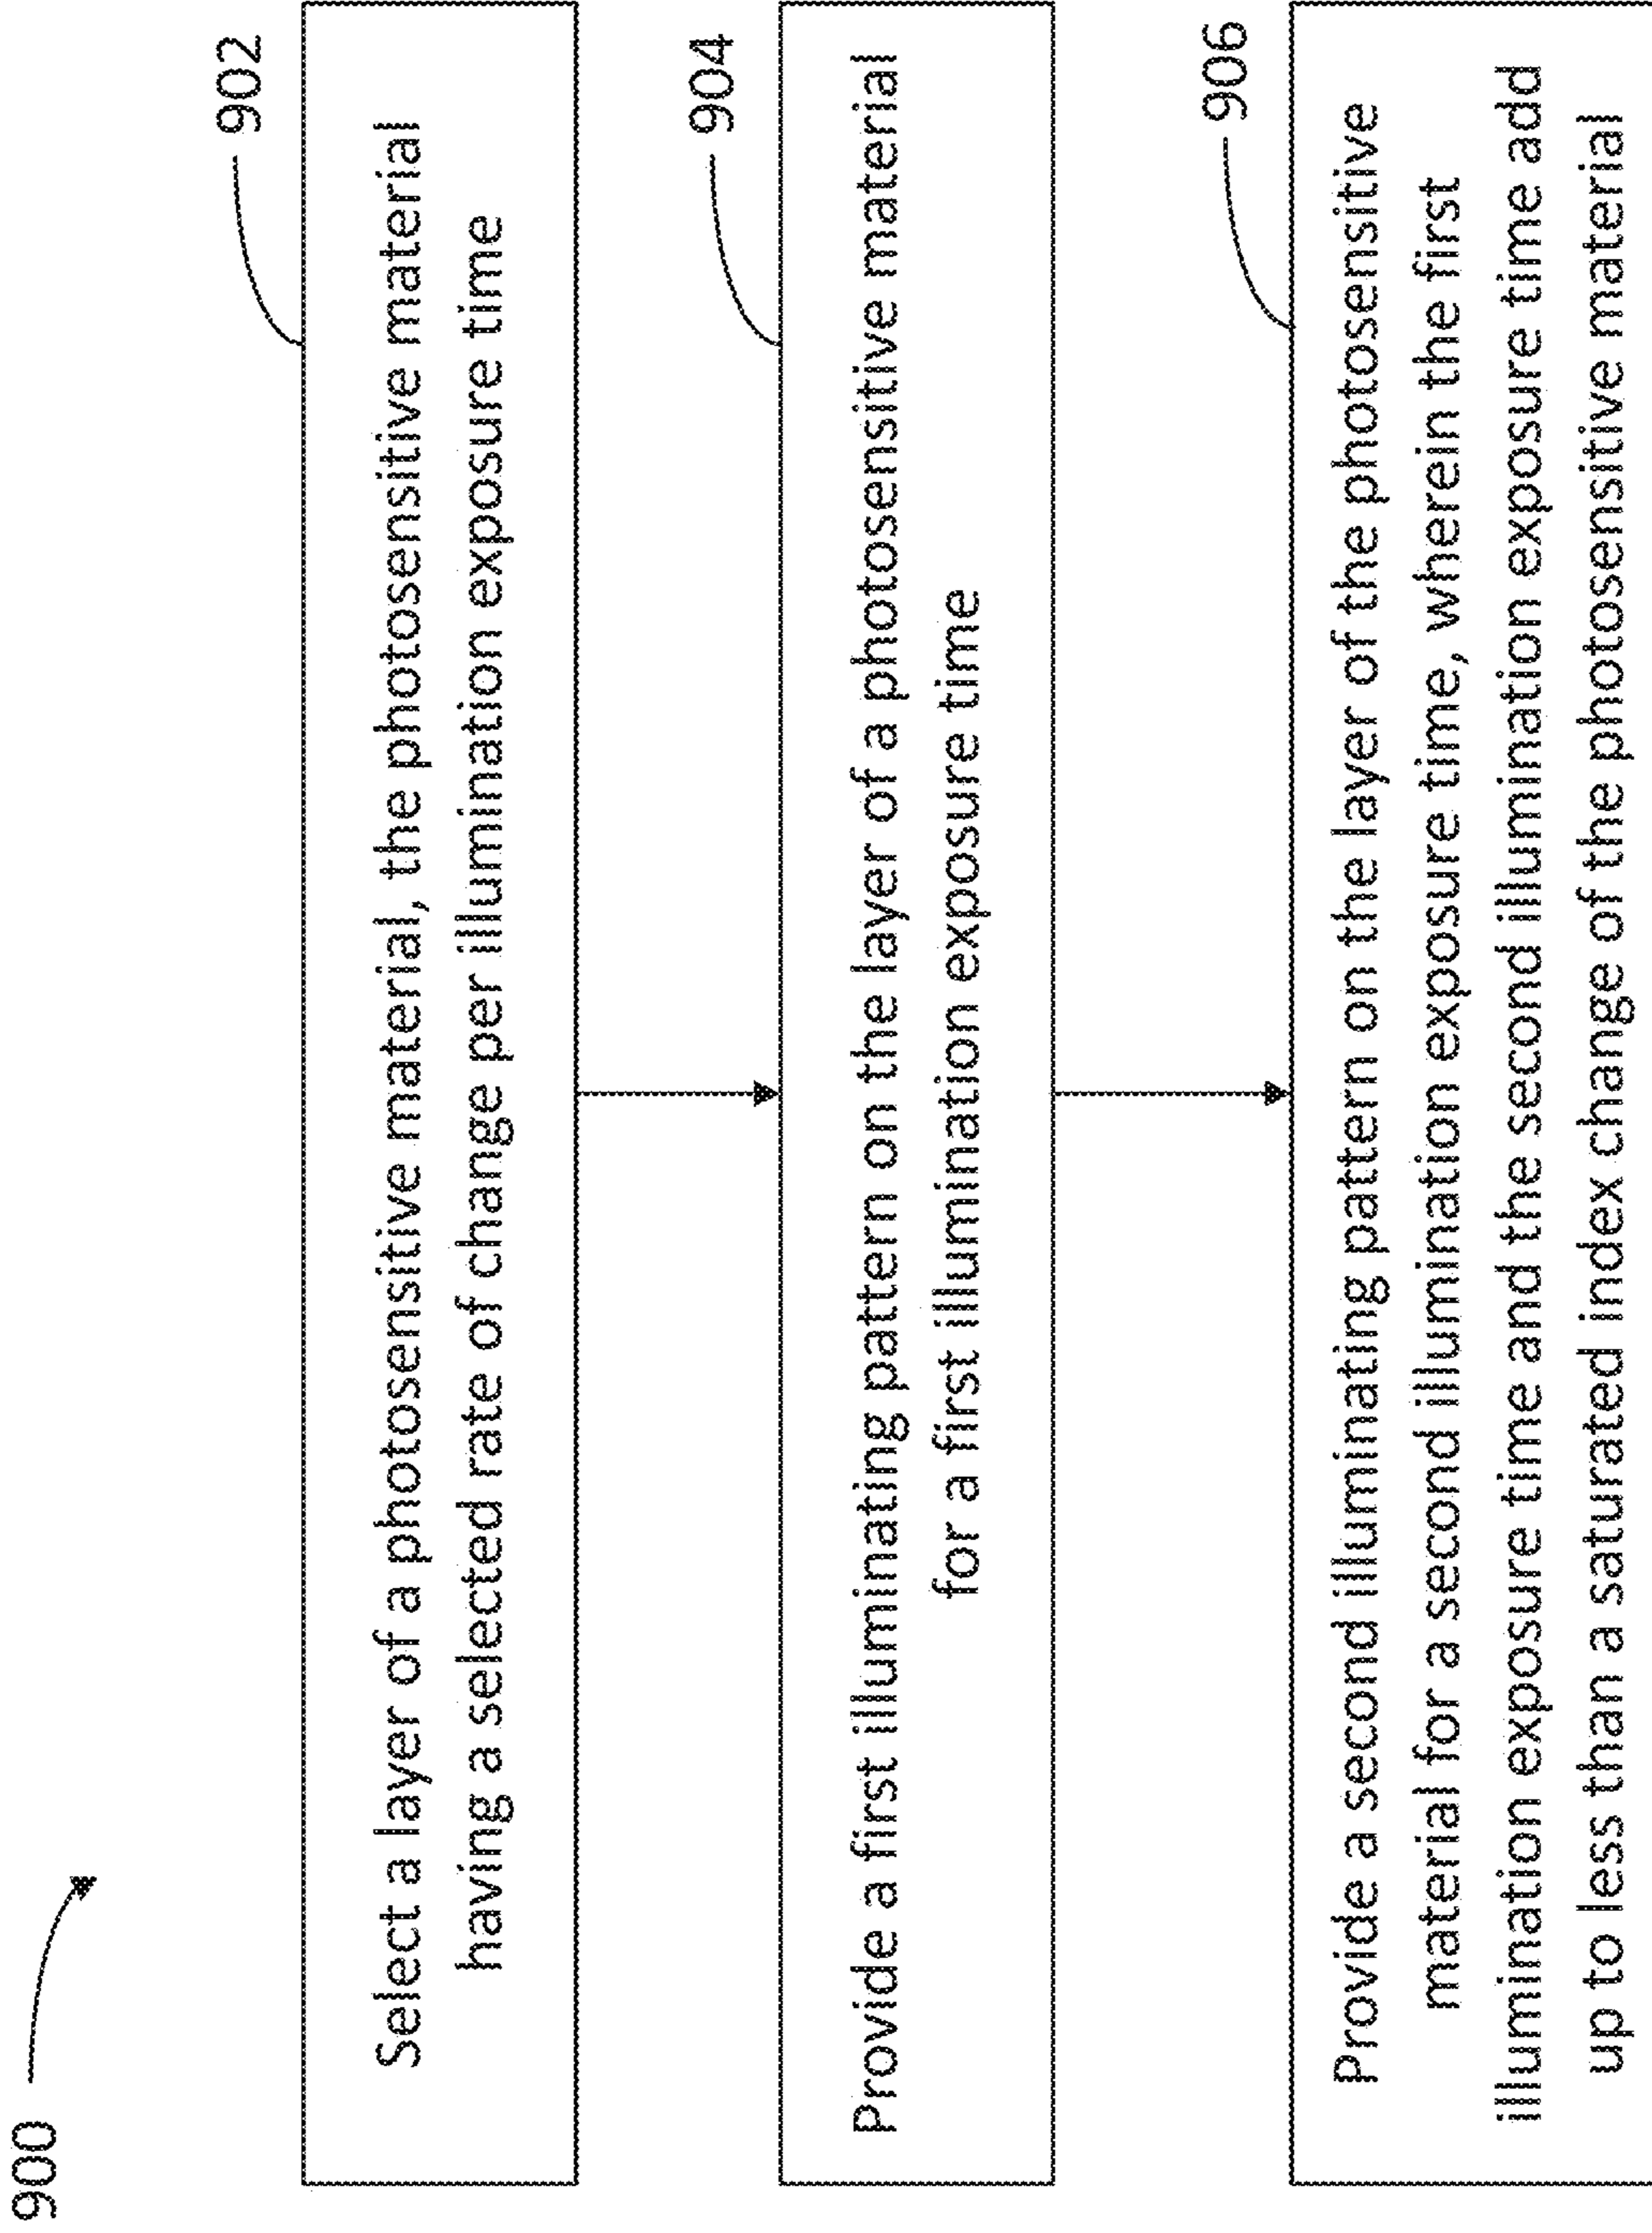 900
902
Select a layer of a photosensitive material, the photosensitive material
having a selected rate of change per illumination exposure time
904
Provide a first illuminating pattern on the layer of a photosensitive material
for a first illumination exposure time
906
Provide a second illuminating pattern on the layer of the photosensitive
material for a second illumination exposure time, wherein the first
illumination exposure time and the second illumination exposure time add
up to less than a saturated index change of the photosensitive material